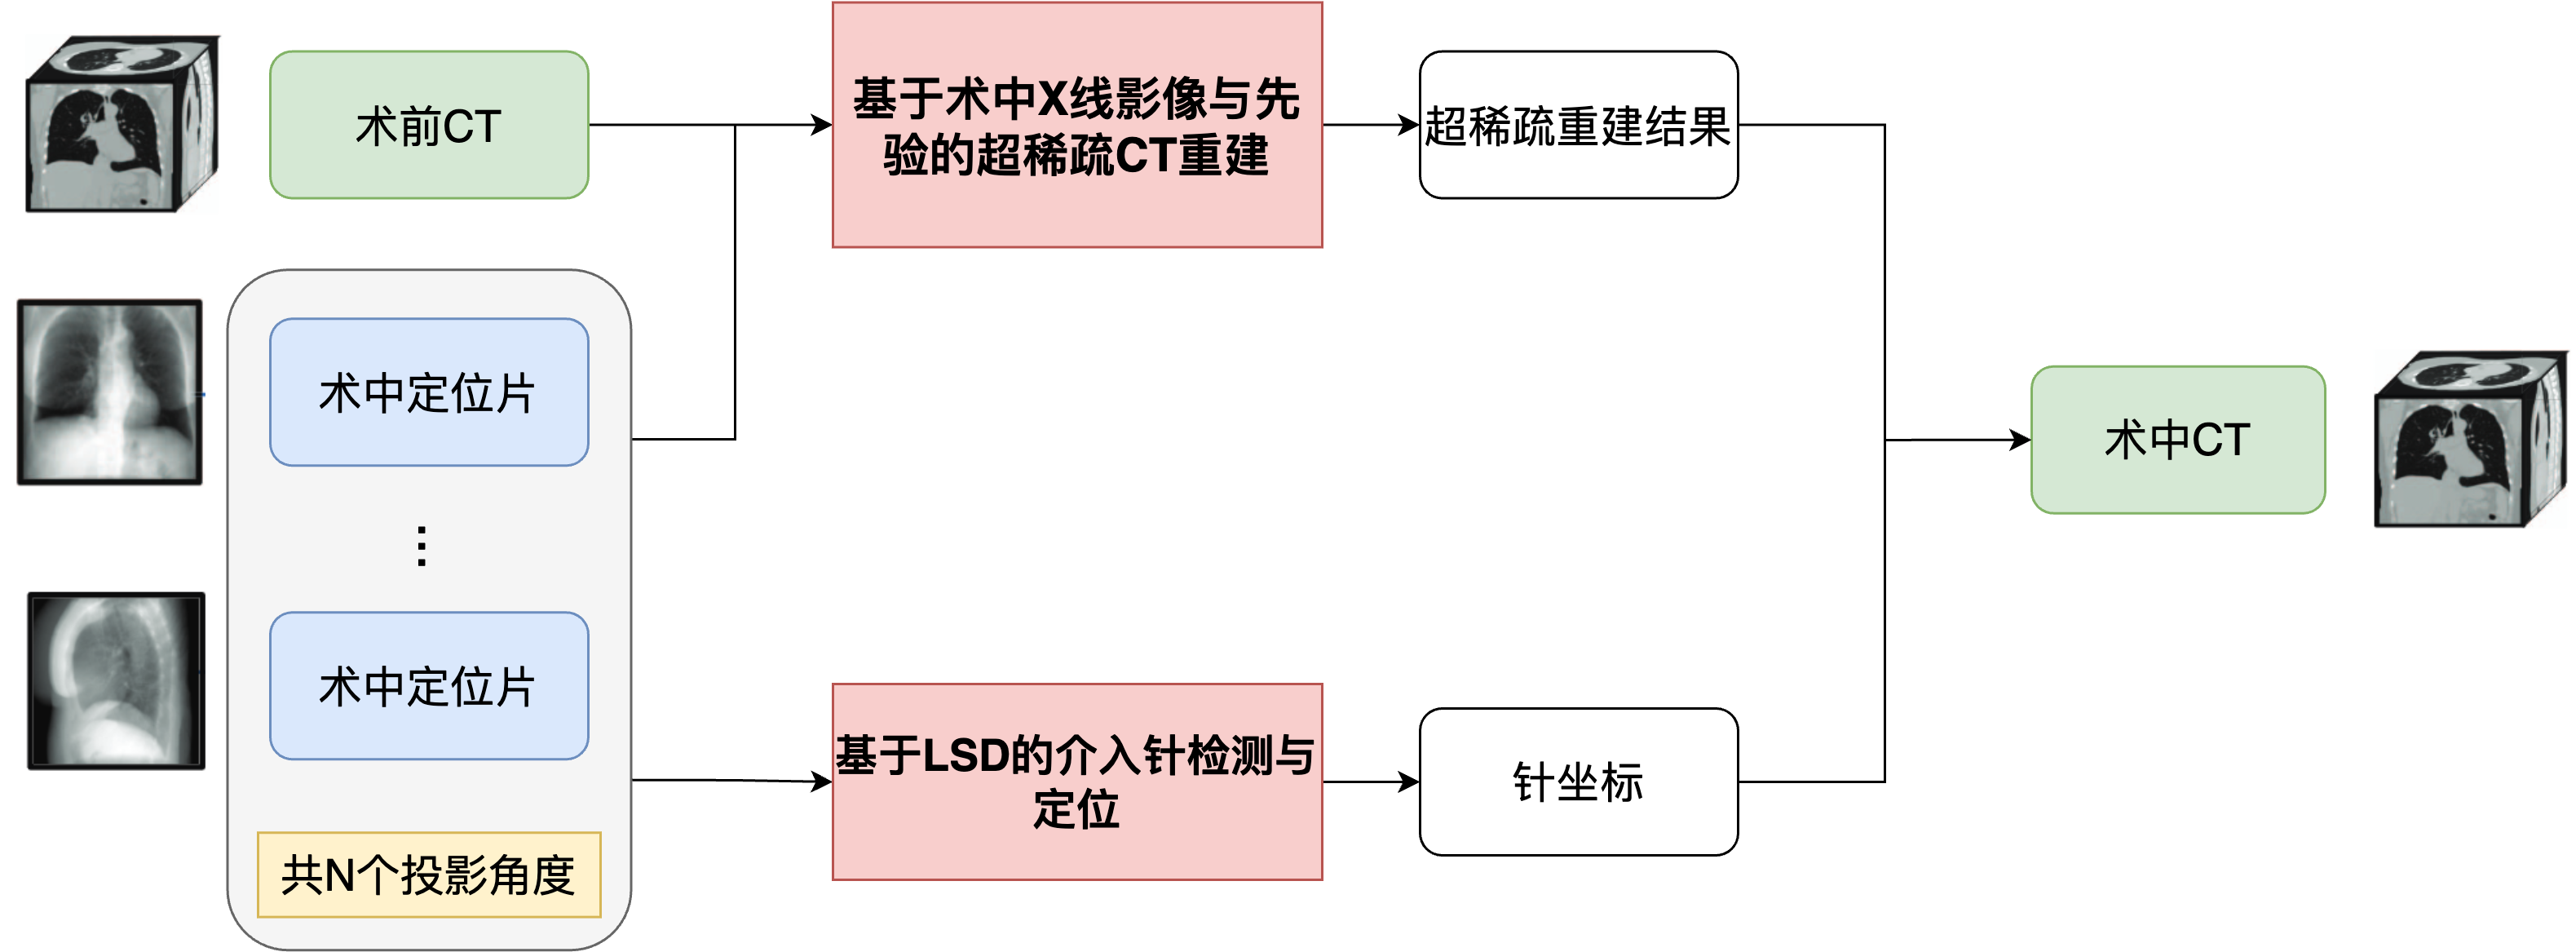 术前CT
基于术中X线影像与先
验的超稀疏CT重建
超稀疏重建结果
术中定位片
术中定位片
共N个投影角度
基于LSD的介入针检测与
定位
针坐标
术中CT